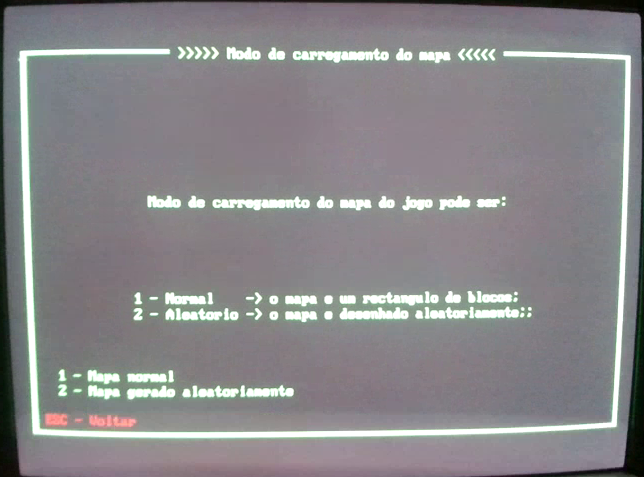 >>>>> Modo de carregamento do mapa <<<<<
Modo de carregamento do mapa do jogo pode ser:
1 - Normal -> o mapa e un rectangulo de blocos;
2 - Aleatorio -> o mapa e desenhado aleatoriamente;;
1 - Mapa normal
2 - Mapa gerado aleatoriamente
ESC - Voltar